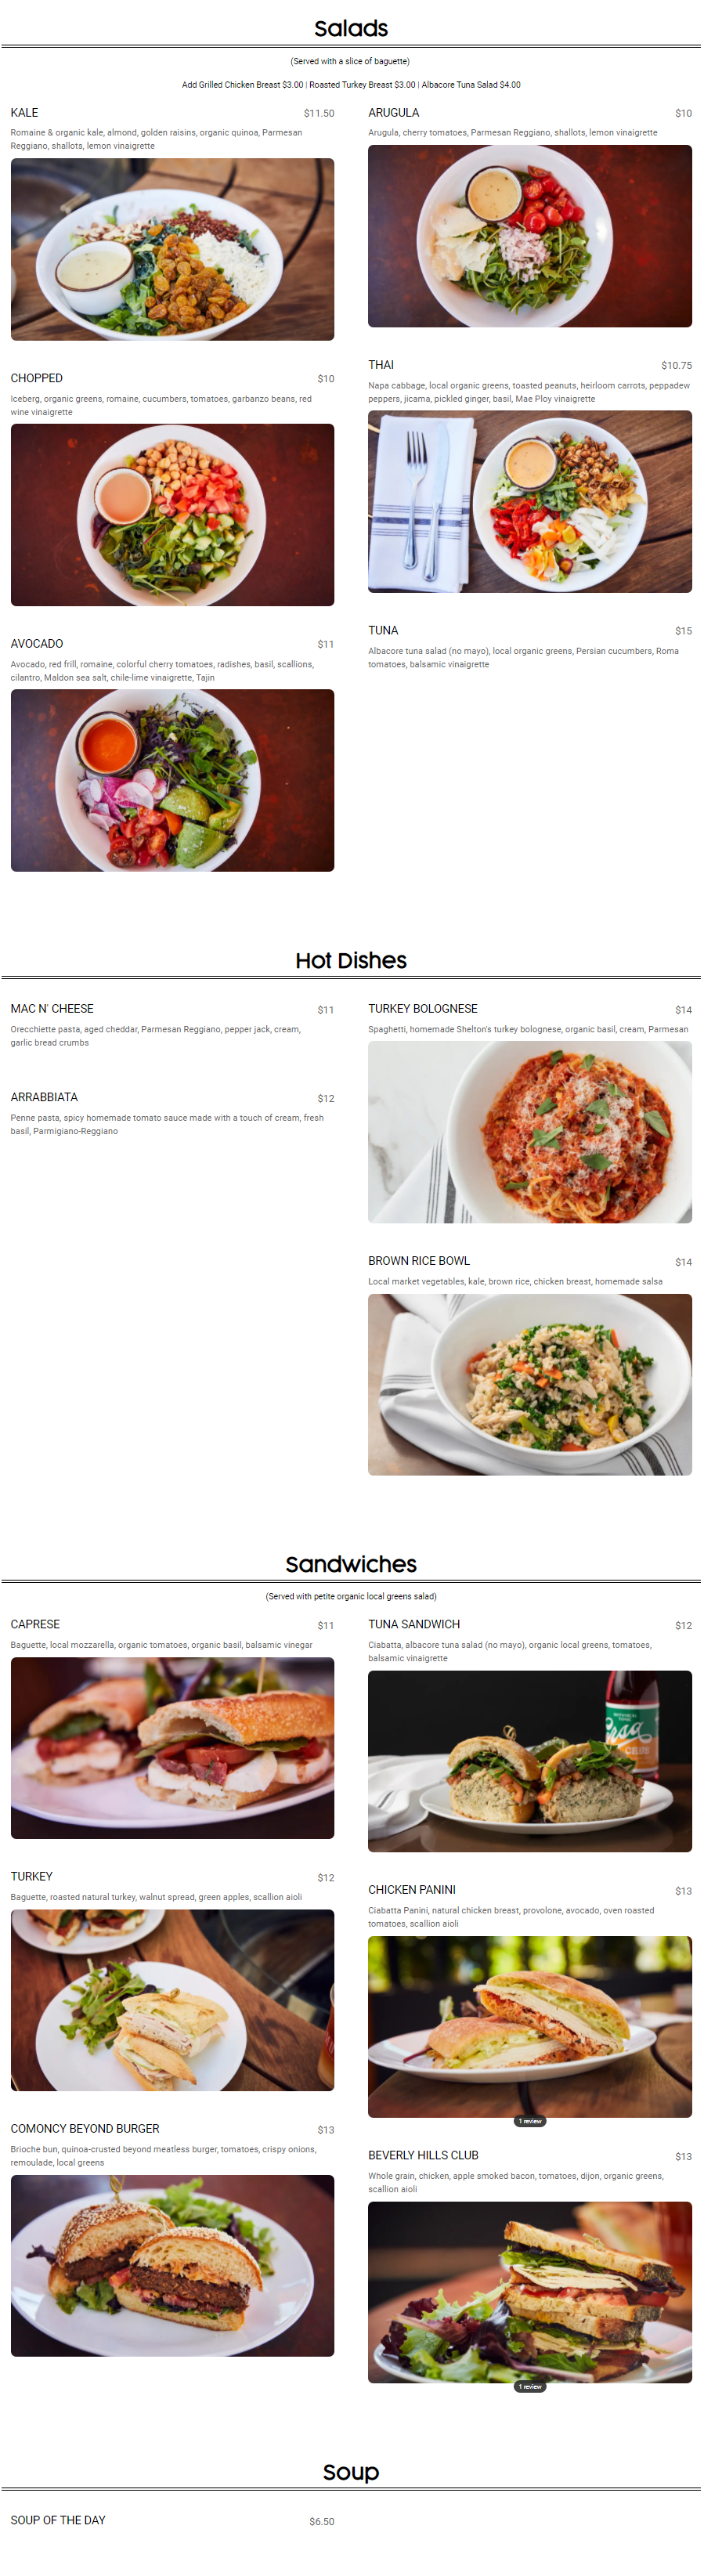 Salads
(Served with a slice of baguette)
Add Grilled Chicken Breast $3.00 | Roasted Turkey Breast $3.00 | Albacore Tuna Salad $4.00
KALE
$11.50
Romaine & organic kale, almond, golden raisins, organic quinoa, Parmesan
Reggiano, shallots, lemon vinaigrette
CHOPPED
$10
Iceberg, organic greens, romaine, cucumbers, tomatoes, garbanzo beans, red
wine vinaigrette
AVOCADO
$11
Avocado, red frill, romaine, colorful cherry tomatoes, radishes, basil, scallions,
cilantro, Maldon sea salt, chile-lime vinaigrette, Tajin
ARUGULA
$10
Arugula, cherry tomatoes, Parmesan Reggiano, shallots, lemon vinaigrette
THAI
$10.75
Napa cabbage, local organic greens, toasted peanuts, heirloom carrots, peppadew
peppers, jicama, pickled ginger, basil, Mae Ploy vinaigrette
TUNA
$15
Albacore tuna salad (no mayo), local organic greens, Persian cucumbers, Roma
tomatoes, balsamic vinaigrette
Hot Dishes
MAC N' CHEESE
$11
Orecchiette pasta, aged cheddar, Parmesan Reggiano, pepper jack, cream,
garlic bread crumbs
ARRABBIATA
$12
Penne pasta, spicy homemade tomato sauce made with a touch of cream, fresh
basil, Parmigiano-Reggiano
TURKEY BOLOGNESE
$14
Spaghetti, homemade Shelton's turkey bolognese, organic basil, cream, Parmesan
BROWN RICE BOWL
$14
Local market vegetables, kale, brown rice, chicken breast, homemade salsa
Sandwiches
(Served with petite organic local greens salad)
CAPRESE
$11
Baguette, local mozzarella, organic tomatoes, organic basil, balsamic vinegar
TURKEY
$12
Baguette, roasted natural turkey, walnut spread, green apples, scallion aioli
COMONCY BEYOND BURGER
$13
Brioche bun, quinoa-crusted beyond meatless burger, tomatoes, crispy onions,
remoulade, local greens
TUNA SANDWICH
$12
Ciabatta, albacore tuna salad (no mayo), organic local greens, tomatoes,
balsamic vinaigrette
CHICKEN PANINI
$13
Ciabatta Panini, natural chicken breast, provolone, avocado, oven roasted
tomatoes, scallion aioli
1 review
BEVERLY HILLS CLUB
$13
Whole grain, chicken, apple smoked bacon, tomatoes, dijon, organic greens,
scallion aioli
1 review
Soup
SOUP OF THE DAY
$6.50